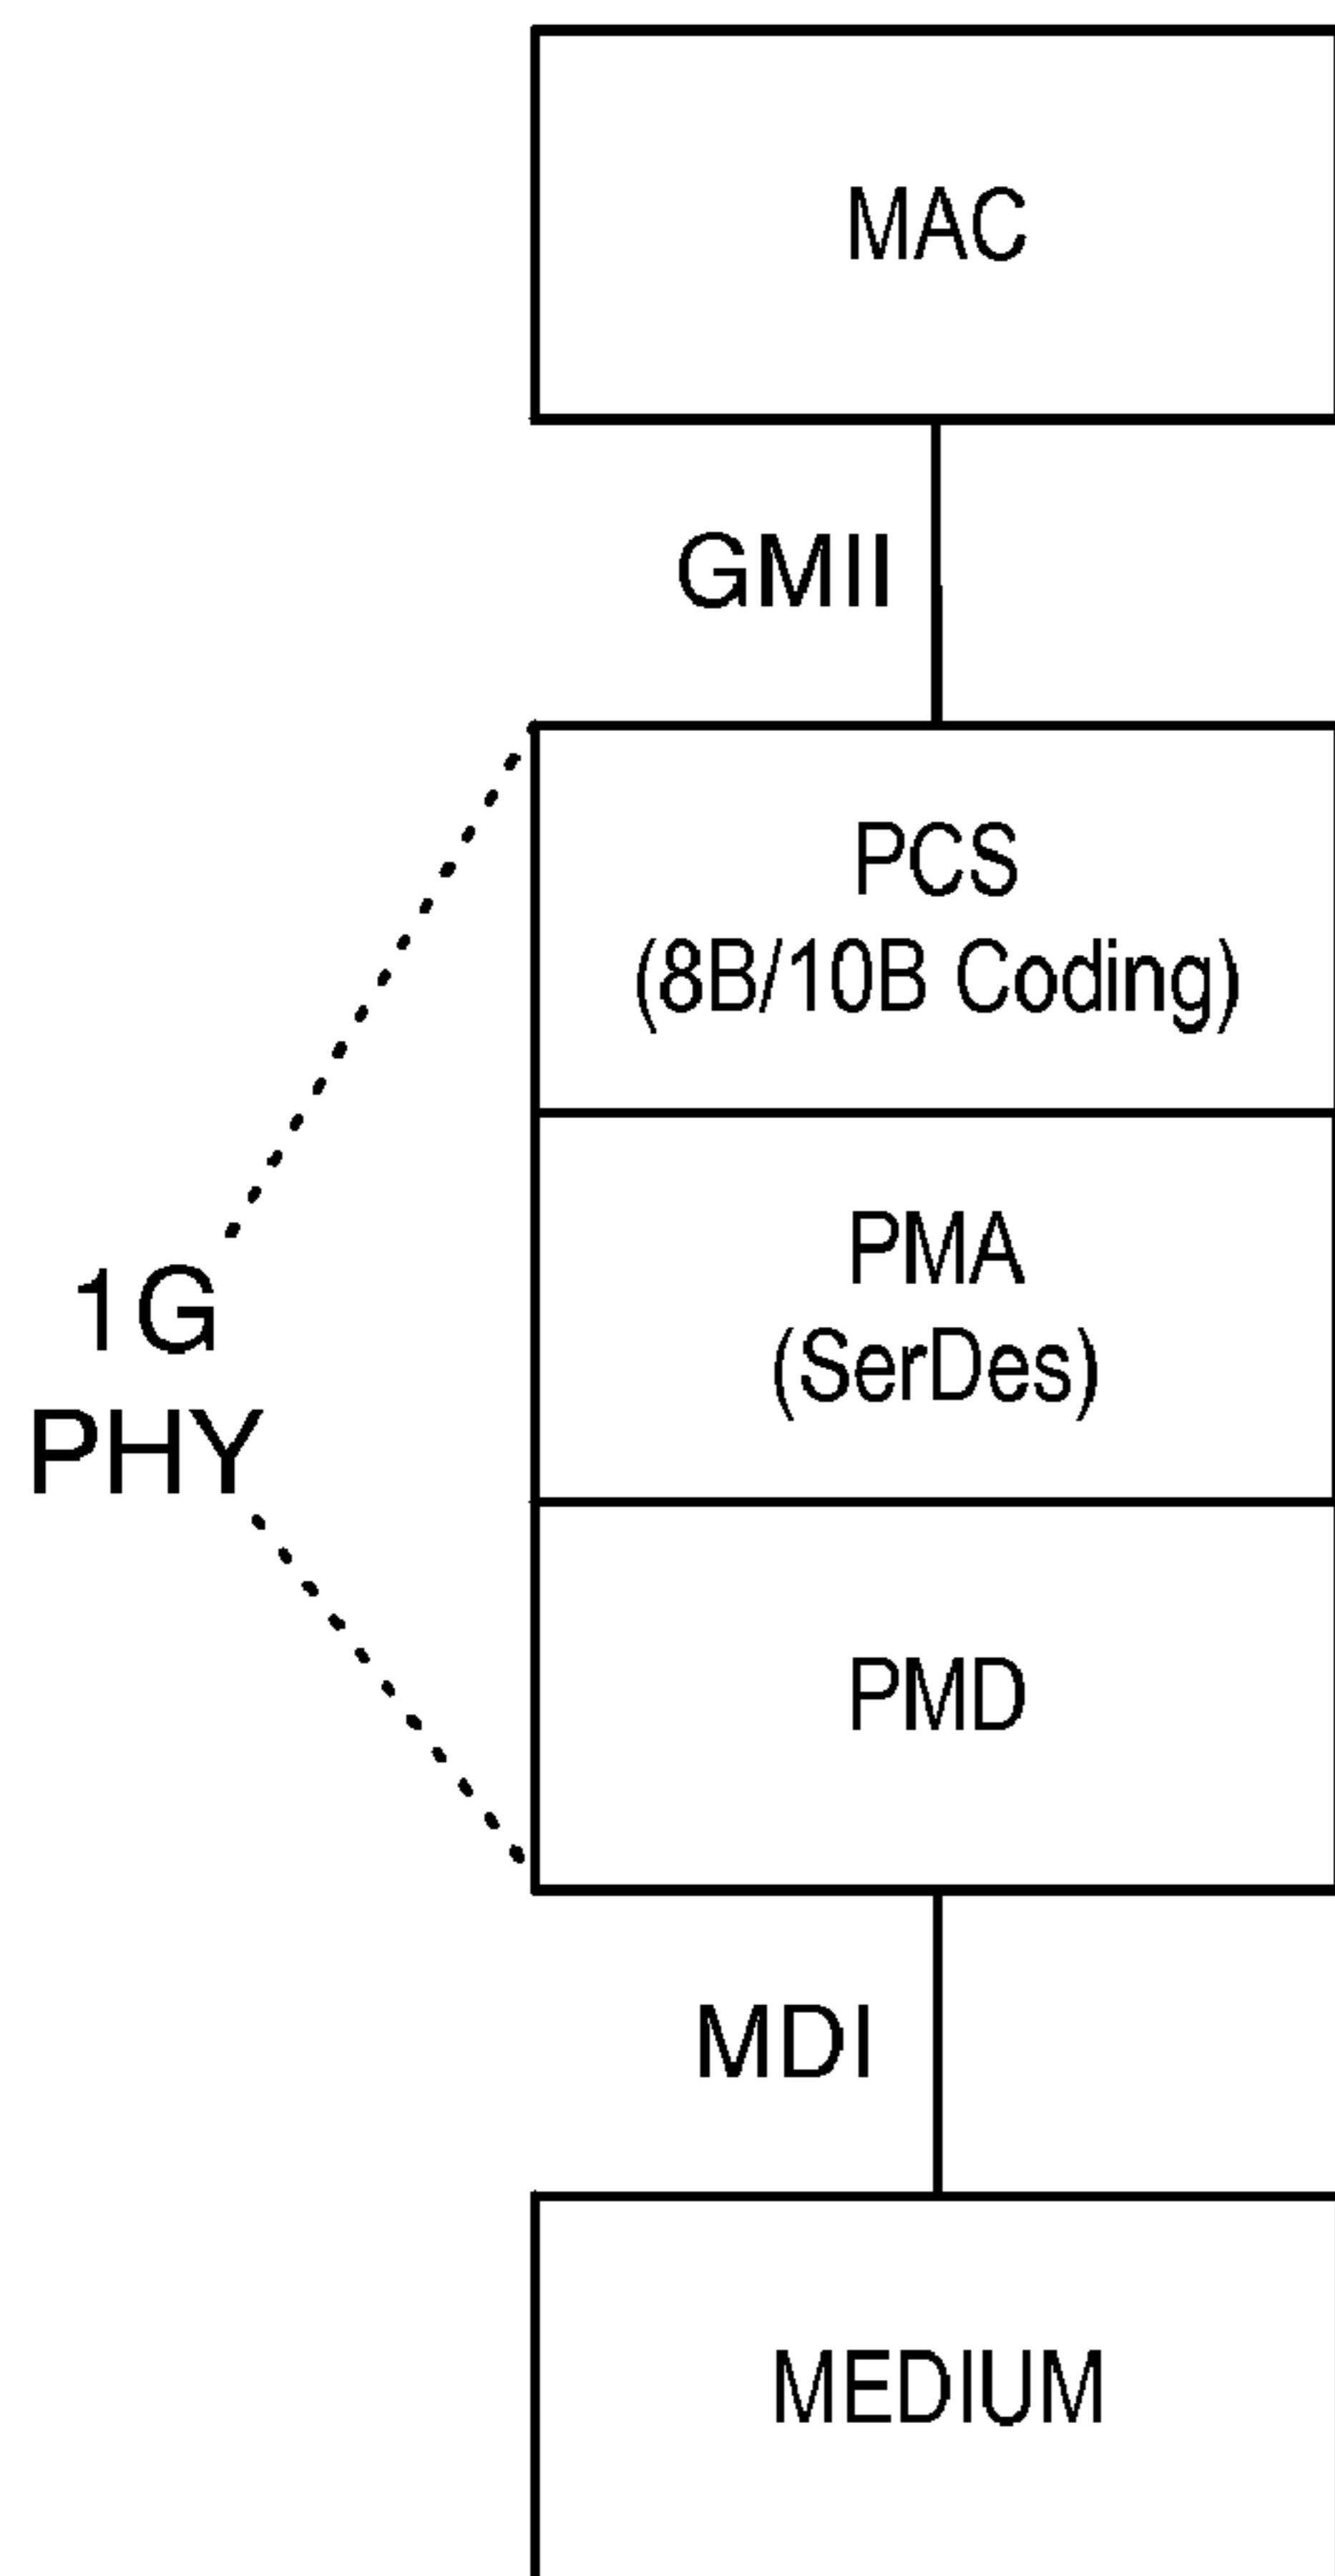 MAC
GMII
PCS
(8B/10B Coding)
PMA
(SerDes)
1G
PHY
PMD
MDI
MEDIUM